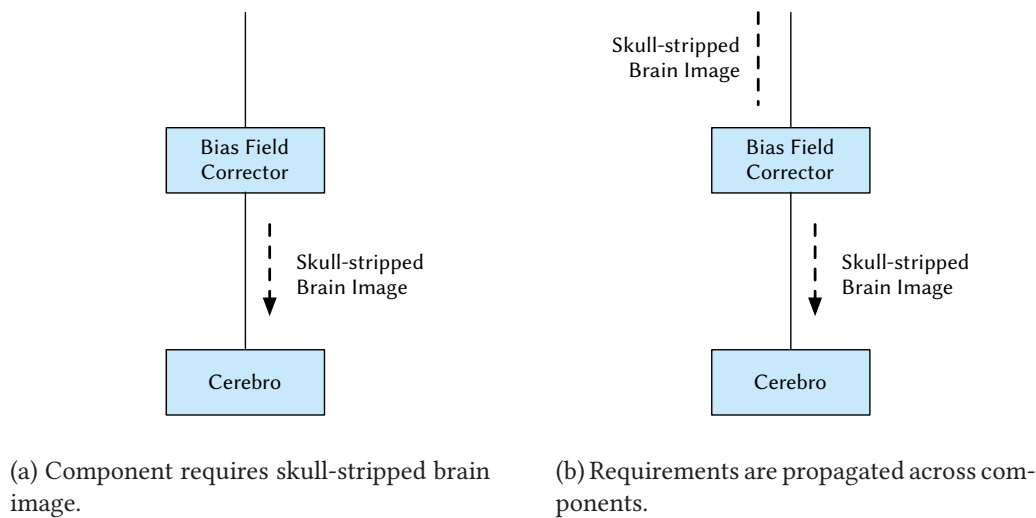 Bias Field
Corrector
Skull-stripped
Brain Image
Cerebro
(a) Component requires skull-stripped brain
image.
Skull-stripped
Brain Image
Bias Field
Corrector
Skull-stripped
Brain Image
Cerebro
(b) Requirements are propagated across com-
ponents.